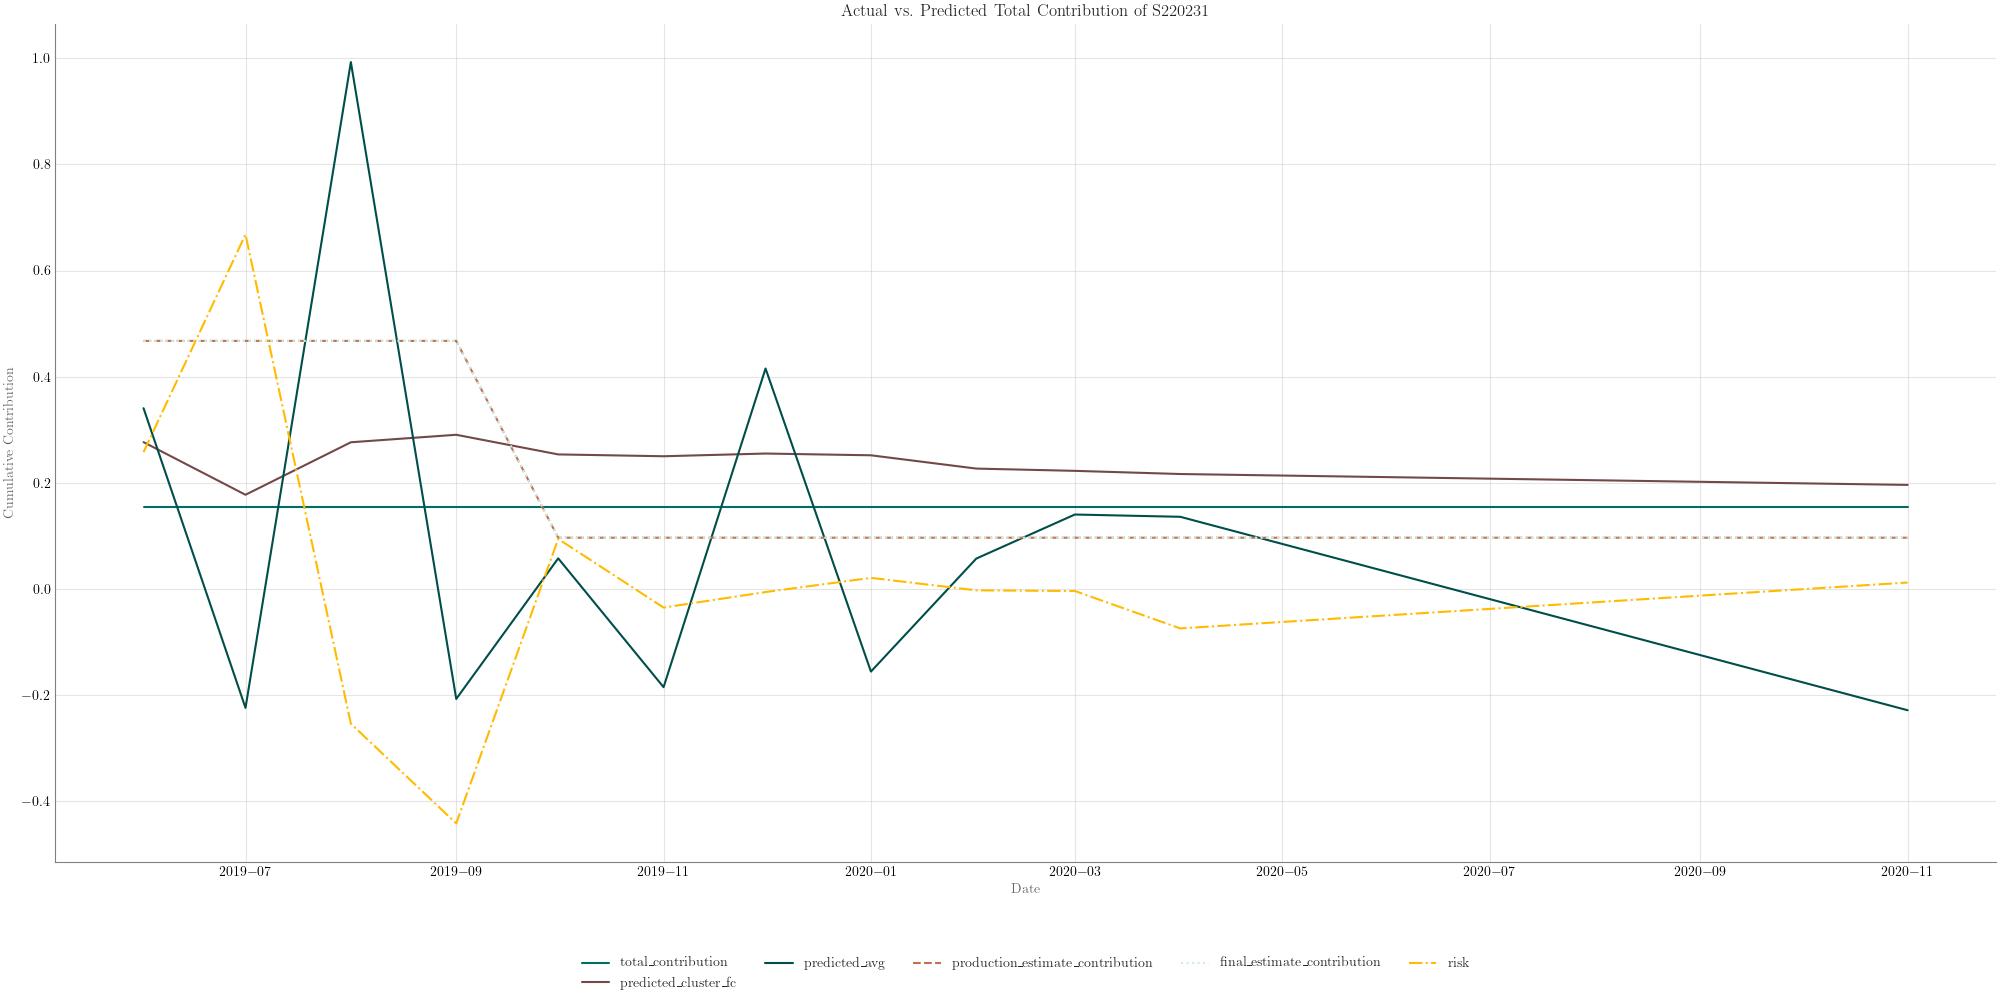 Actual vs. Predicted Total Contribution of S220231
Cumulative Contribution
1.0
0.8
0.6
0.4
0.2
0.0
−0.2
−0.4
2019−07 2019−09 2019−11 2020−01 2020−03 2020−05 2020−07 2020−09 2020−11
Date
total_contribution predicted_avg production_estimate_contribution final_estimate_contribution risk
predicted_cluster_fc